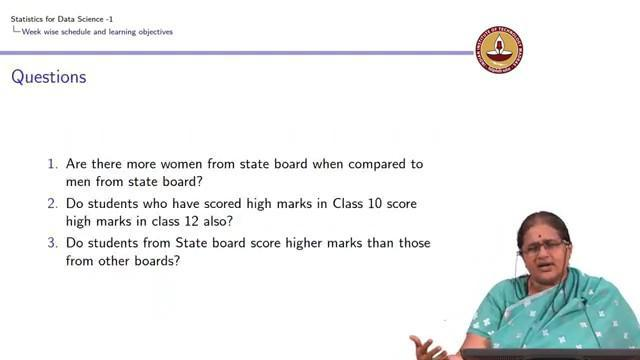 Statistics for Data Science -1
Week wise schedule and learning objectives
Questions
1. Are there more women from state board when compared to
men from state board?
2. Do students who have scored high marks in Class 10 score
high marks in class 12 also?
3. Do students from State board score higher marks than those
from other boards?